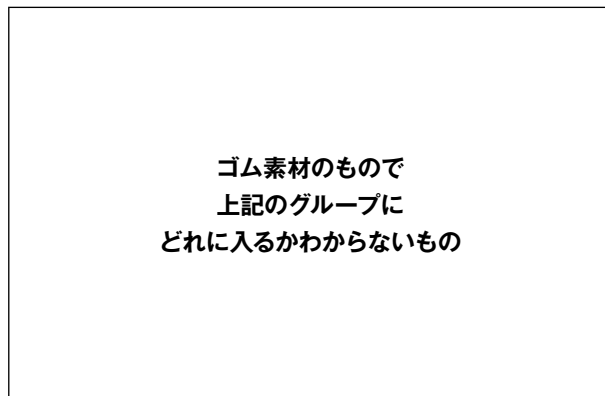 ゴム素材のもので
上記のグループに
どれに入るかわからないもの